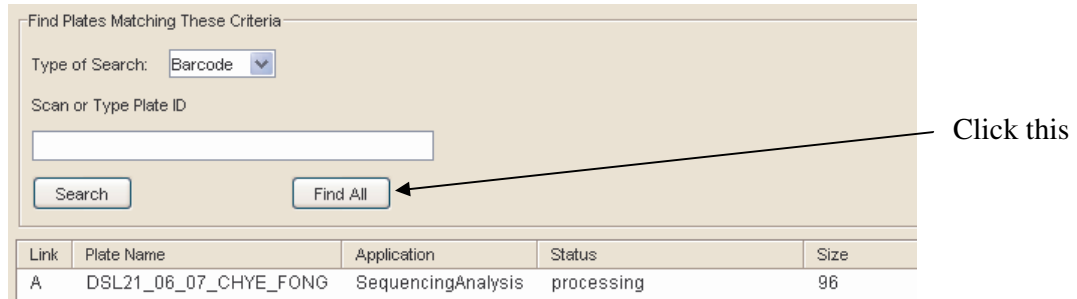 Find Plates Matching These Criteria
Type of Search: Barcode
Scan or Type Plate ID
Click this
Search Find All
Link Plate Name Application Status Size
A DSL21_06_07_CHYE_FONG SequencingAnalysis processing 96